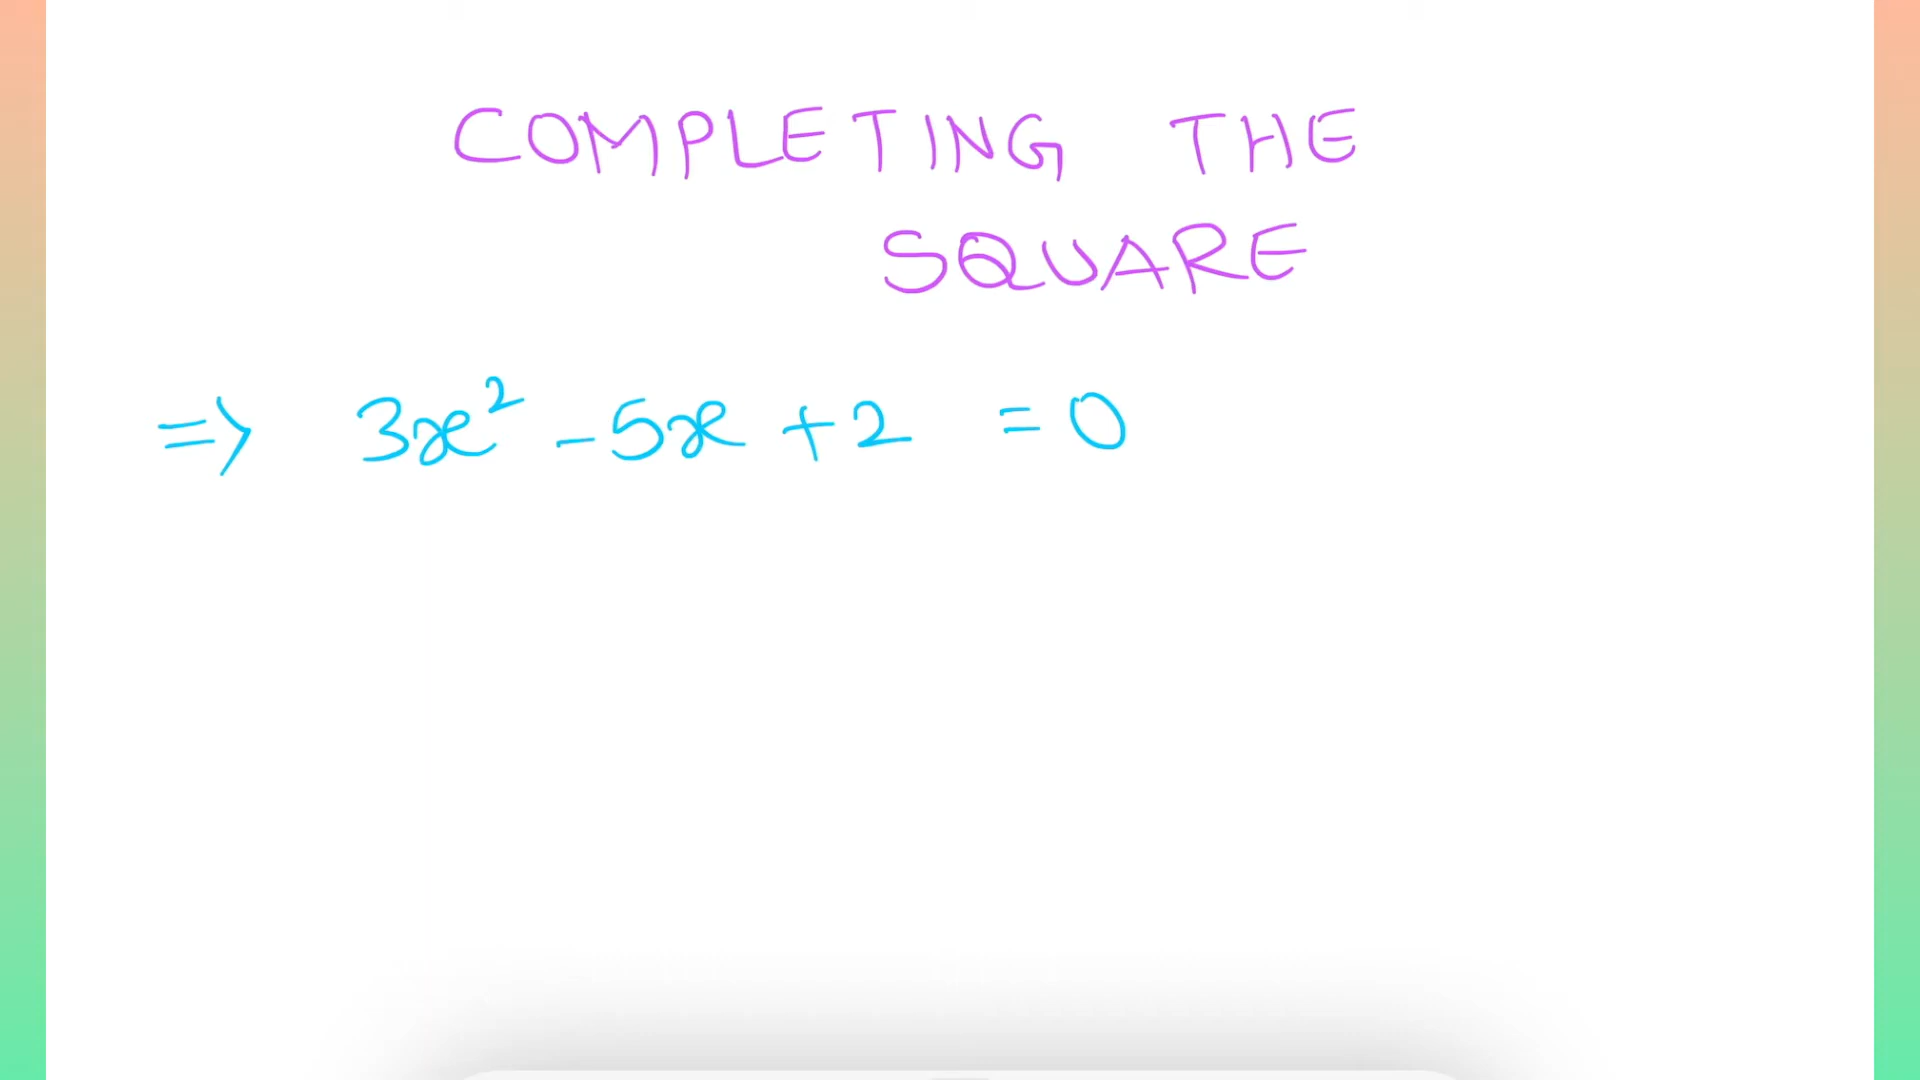 COMPLETING THE
SQUARE
⇒ 3x² - 5x + 2 = 0